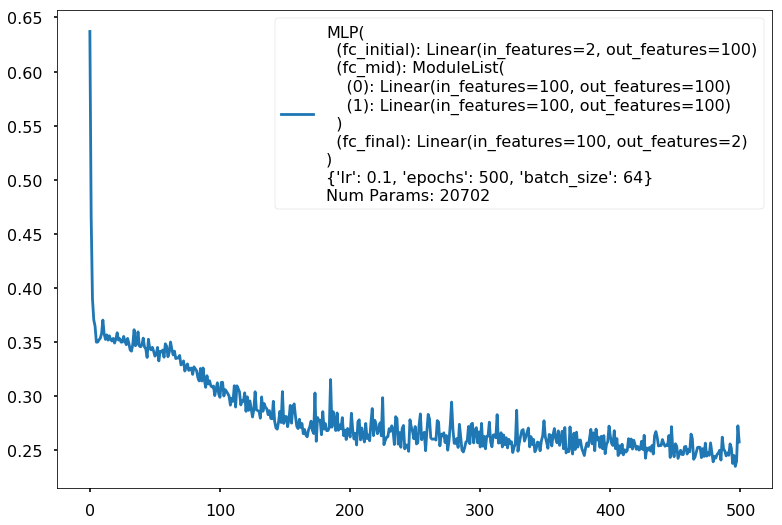 0.65
0.60
0.55
0.50
0.45
0.40
0.35
0.30
0.25
MLP(
  (fc_initial): Linear(in_features=2, out_features=100)
  (fc_mid): ModuleList(
    (0): Linear(in_features=100, out_features=100)
    (1): Linear(in_features=100, out_features=100)
  )
  (fc_final): Linear(in_features=100, out_features=2)
)
{'lr': 0.1, 'epochs': 500, 'batch_size': 64}
Num Params: 20702
0 100 200 300 400 500